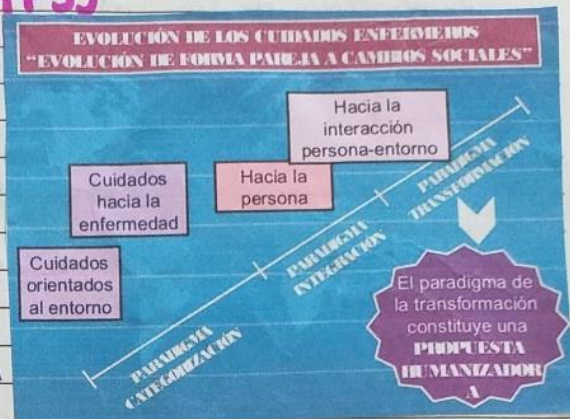 EVOLUCIÓN DE LOS CUIDADOS ENFERMEROS
"EVOLUCIÓN DE FORMA PAREJA A CAMBIOS SOCIALES"
Hacia la
interacción
persona-entorno
Cuidados
hacia la
enfermedad
Hacia la
persona
Cuidados
orientados
al entorno
PARADIGMA
CATEGORIZACIÓN
PARADIGMA
INTEGRACIÓN
PARADIGMA
TRANSFORMACIÓN
El paradigma de
la transformación
constituye una
PROPUESTA
HUMANIZADOR
A